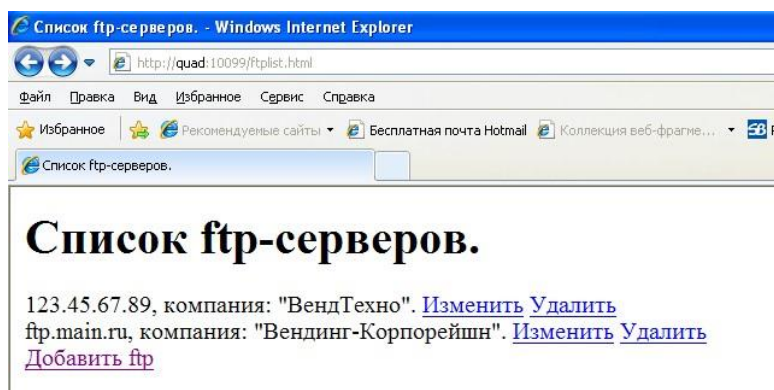 Список ftp-серверов. - Windows Internet Explorer
http://quad:10099/ftplist.html
Файл Правка Вид Избранное Сервис Справка
Избранное Рекомендуемые сайты Бесплатная почта Hotmail Коллекция веб-фрагме...
Список ftp-серверов.
Список ftp-серверов.
123.45.67.89, компания: "ВендТехно". Изменить Удалить
ftp.main.ru, компания: "Вендинг-Корпорейшн". Изменить Удалить
Добавить ftp